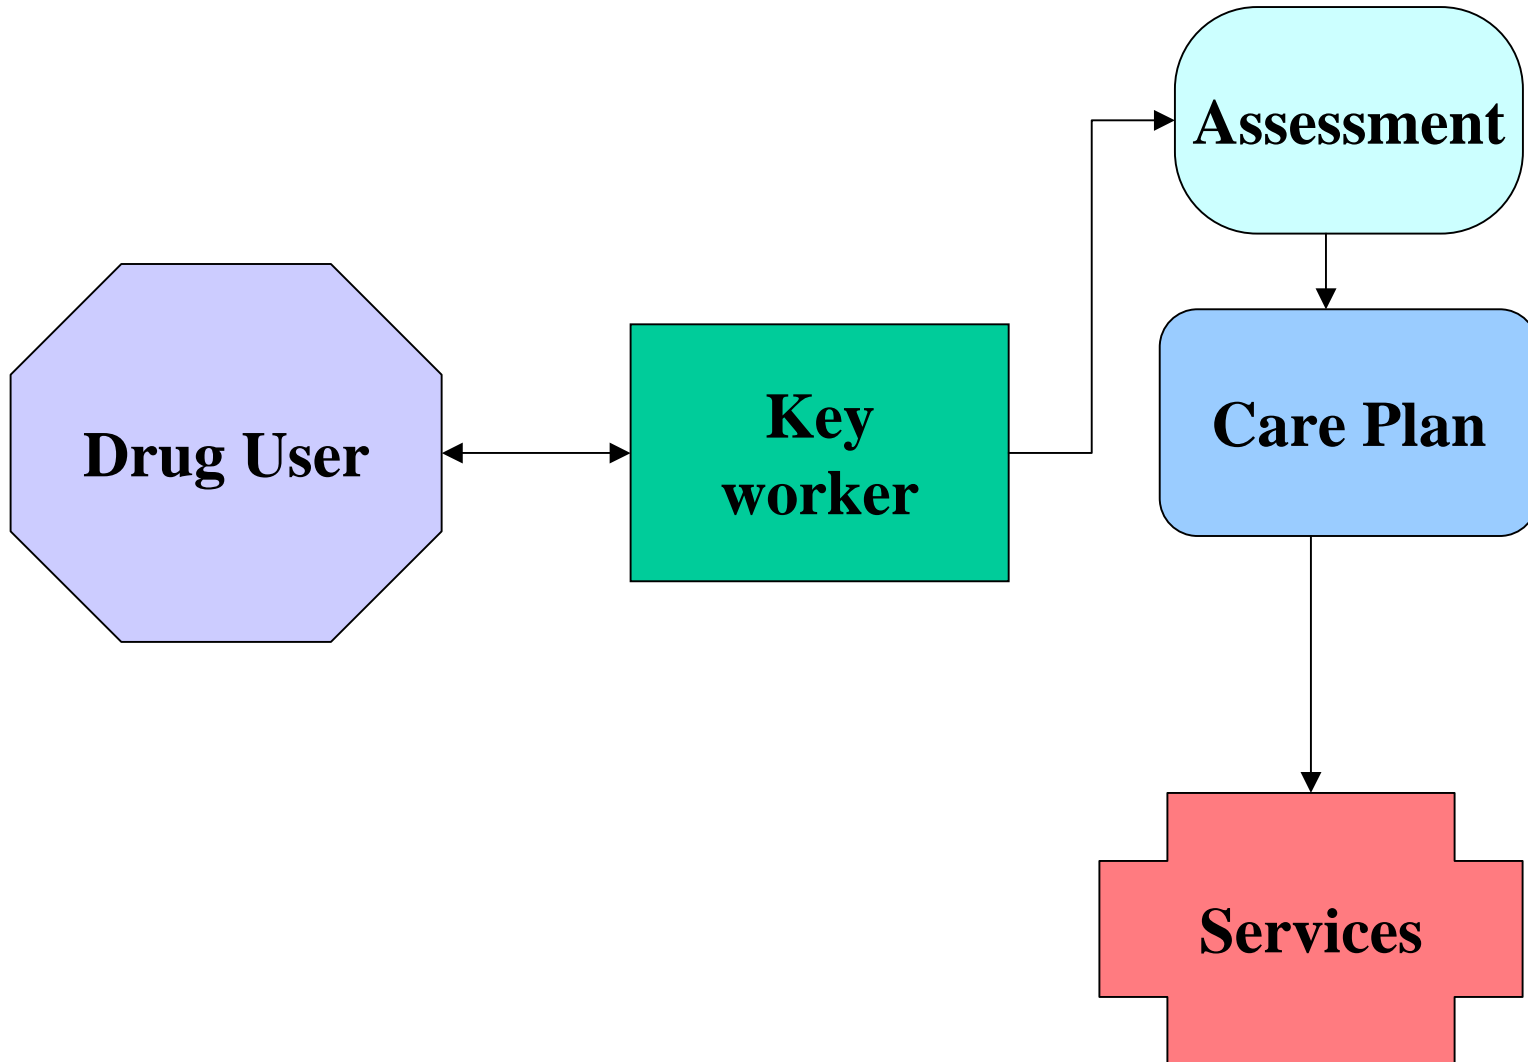 Assessment
Drug User
Key
worker
Care Plan
Services